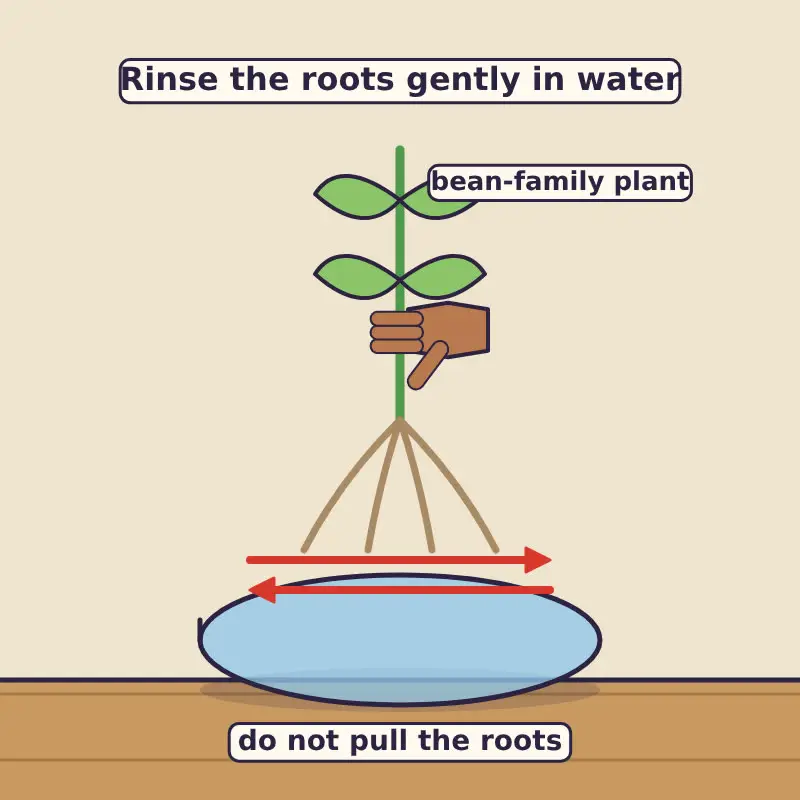 Rinse the roots gently in water
bean-family plant
do not pull the roots